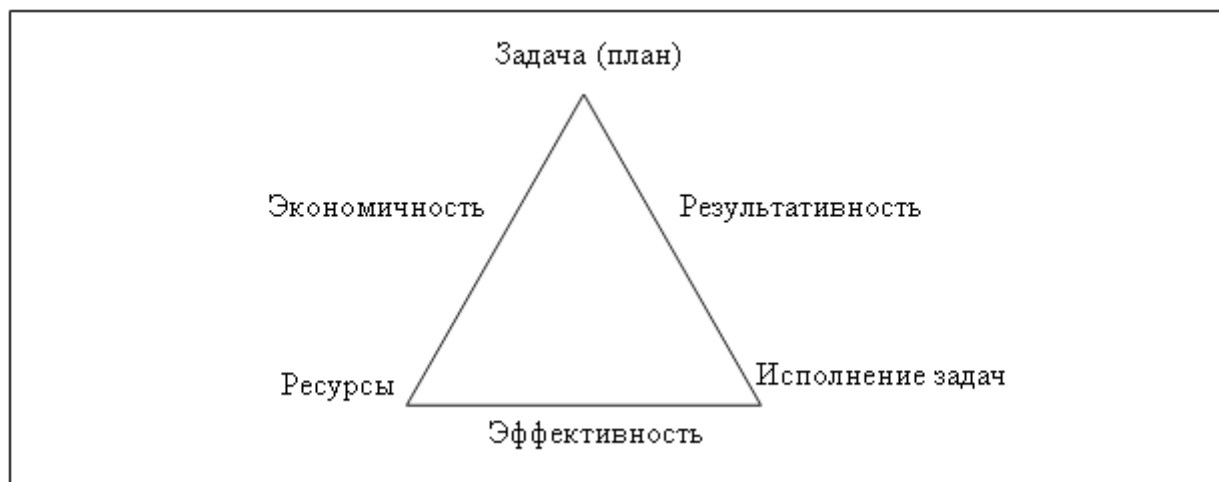 Задача (план)
Экономичность
Результативность
Ресурсы
Исполнение задач
Эффективность